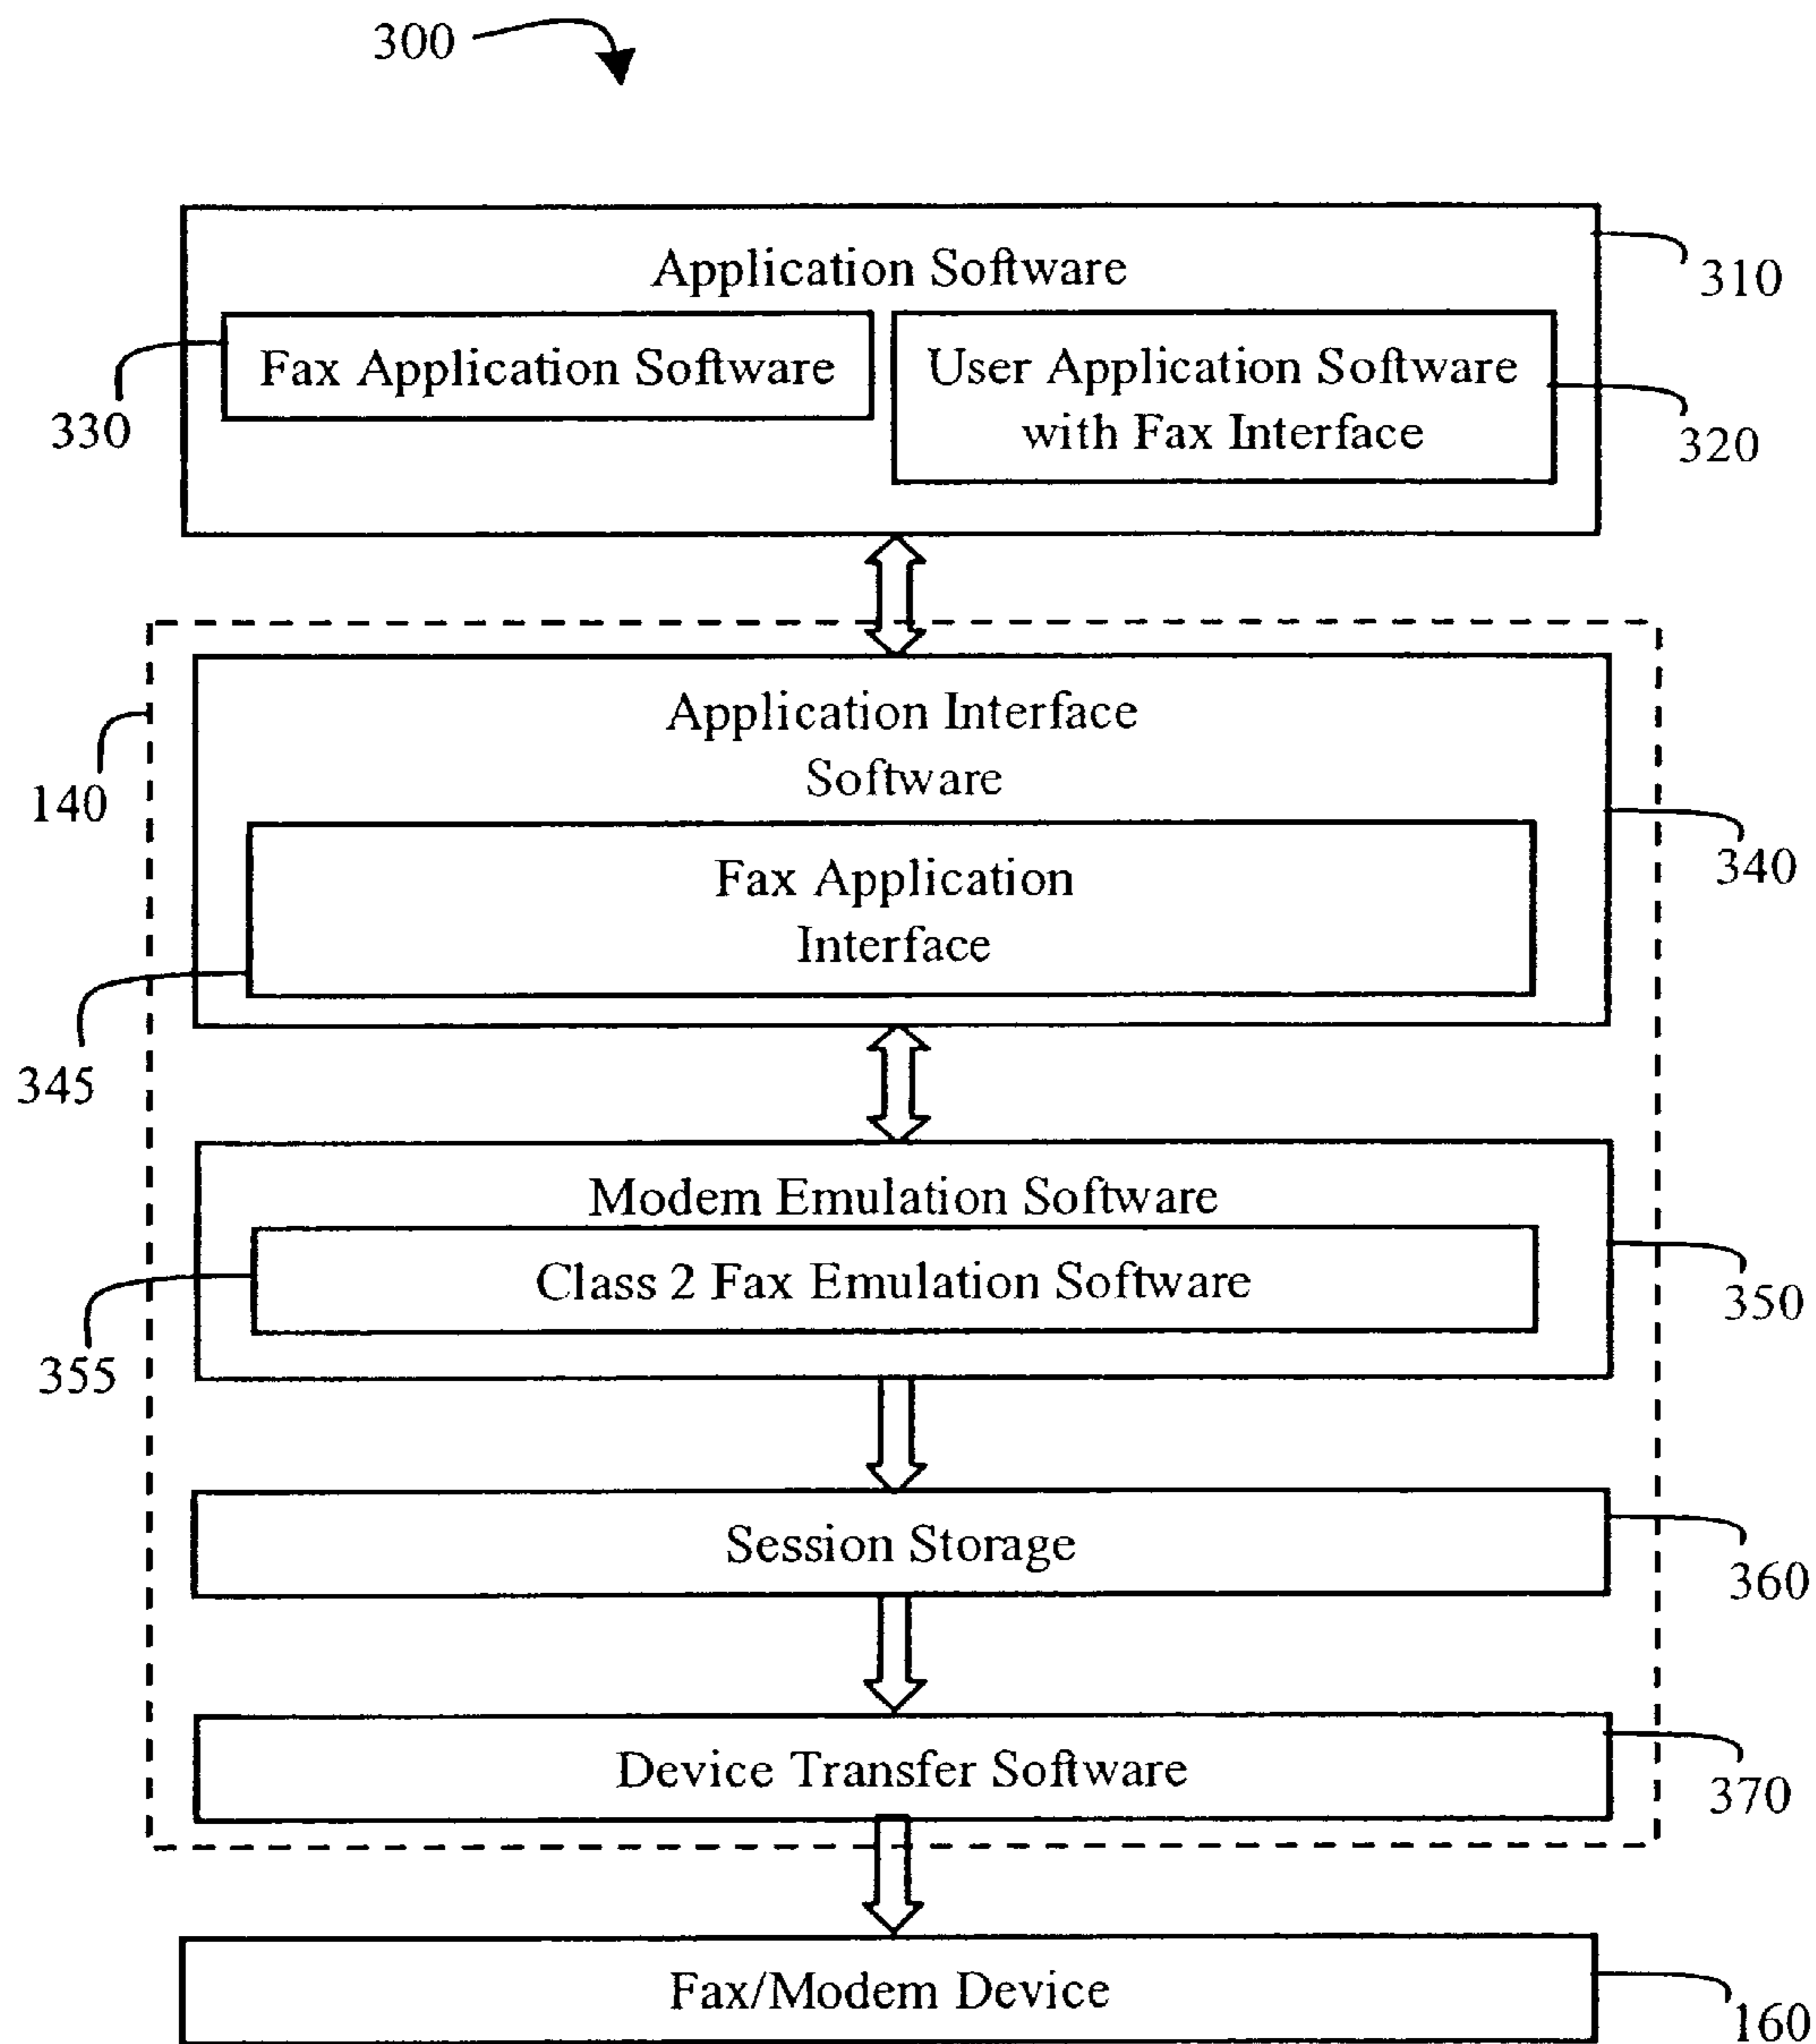 300
Application Software
310
Fax Application Software
330
User Application Software
with Fax Interface
320
140
Application Interface
Software
340
Fax Application
Interface
345
Modem Emulation Software
350
Class 2 Fax Emulation Software
355
Session Storage
360
Device Transfer Software
370
Fax/Modem Device
160